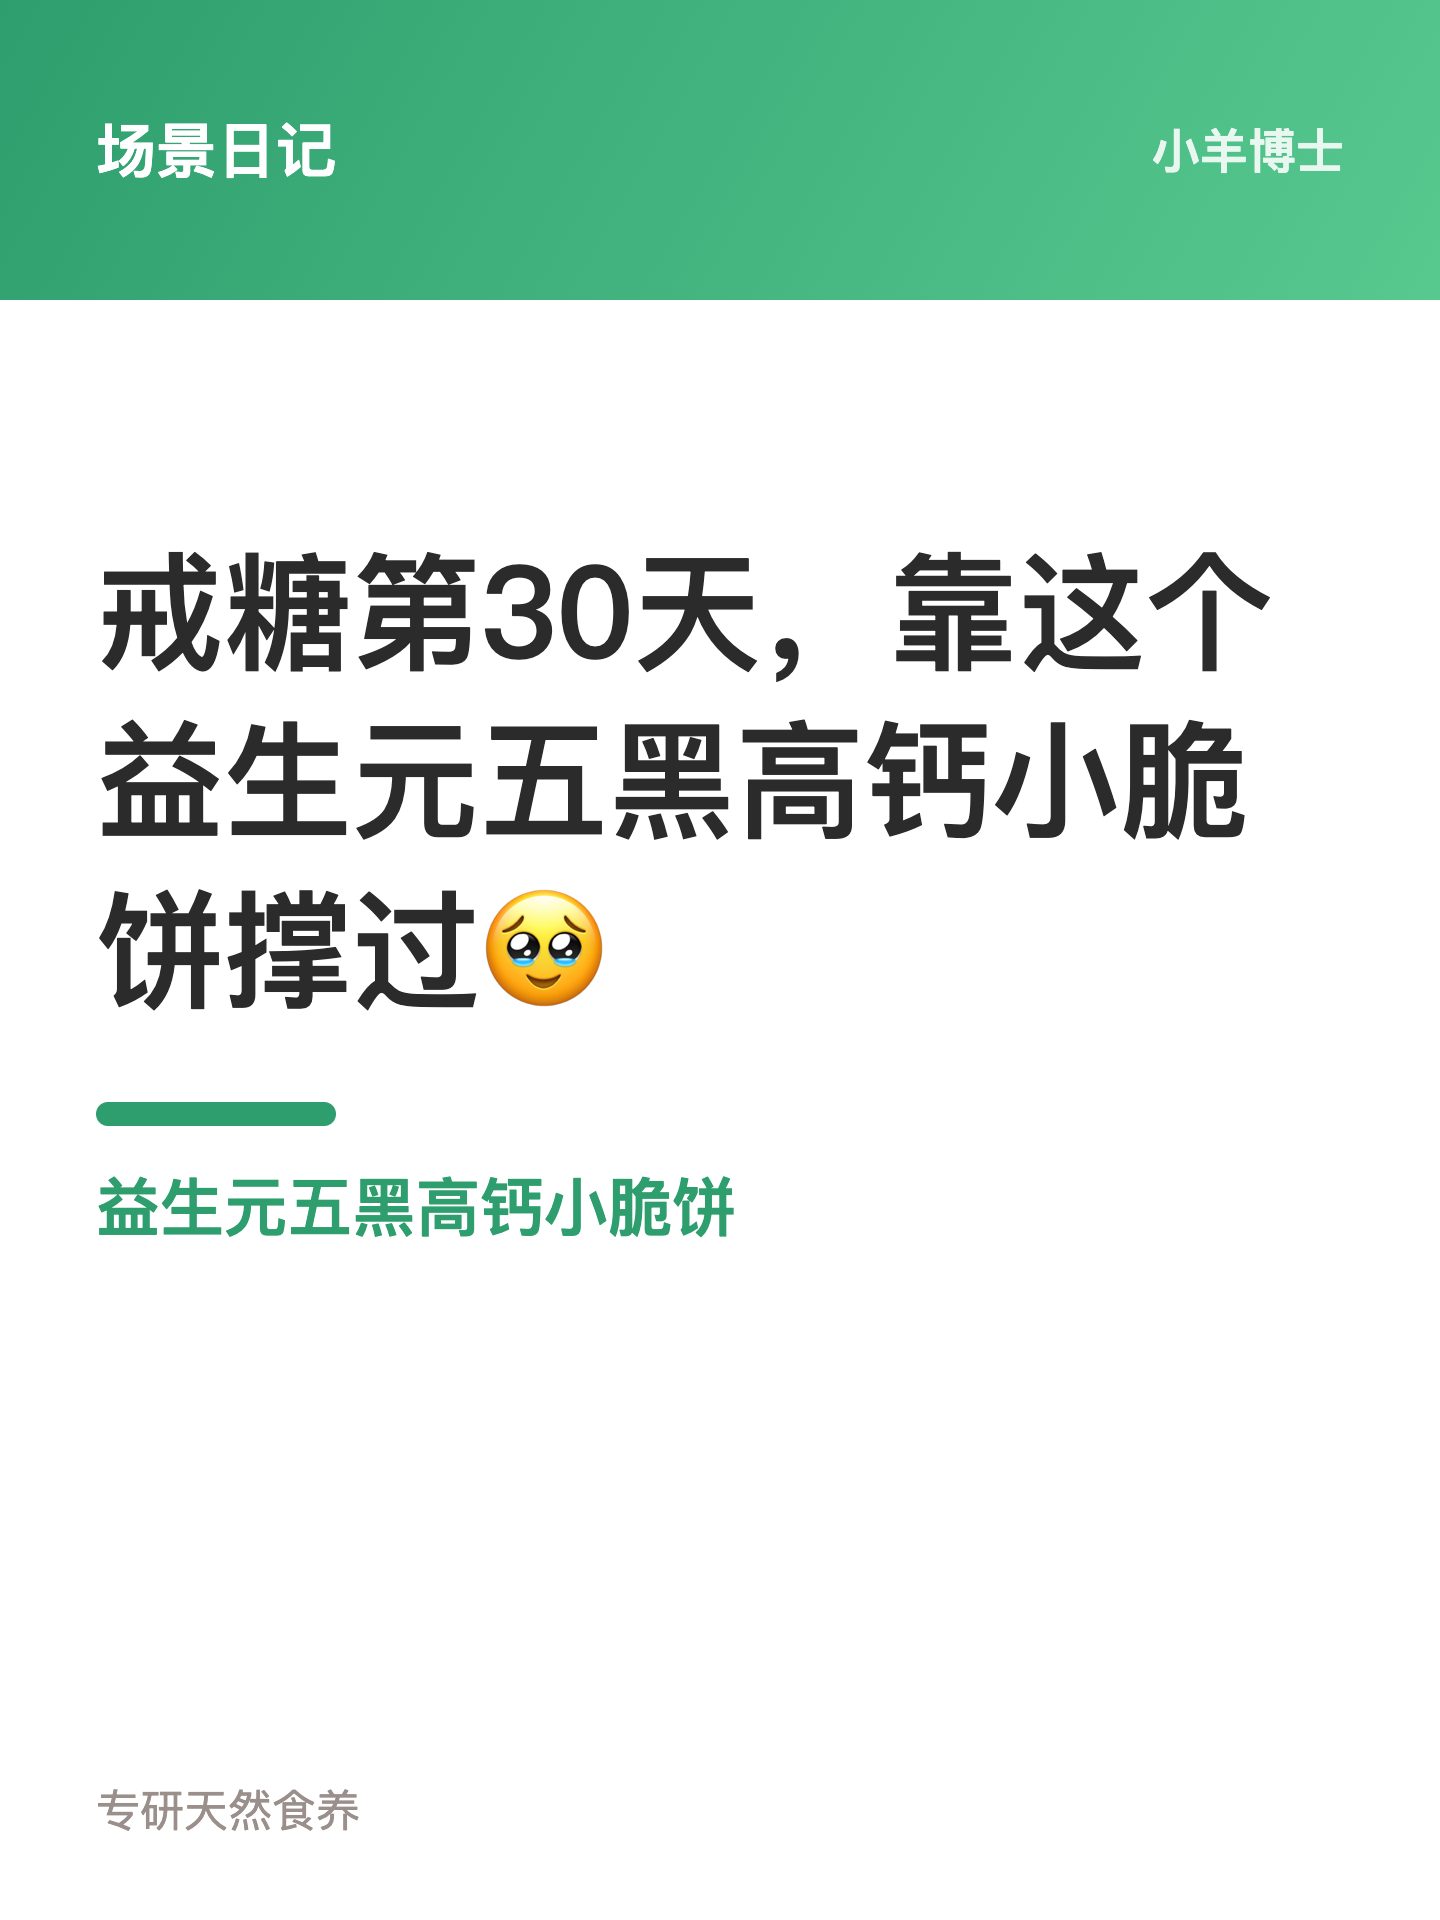 场景日记
小羊博士
戒糖第30天，靠这个
益生元五黑高钙小脆
饼撑过🥹
益生元五黑高钙小脆饼
专研天然食养